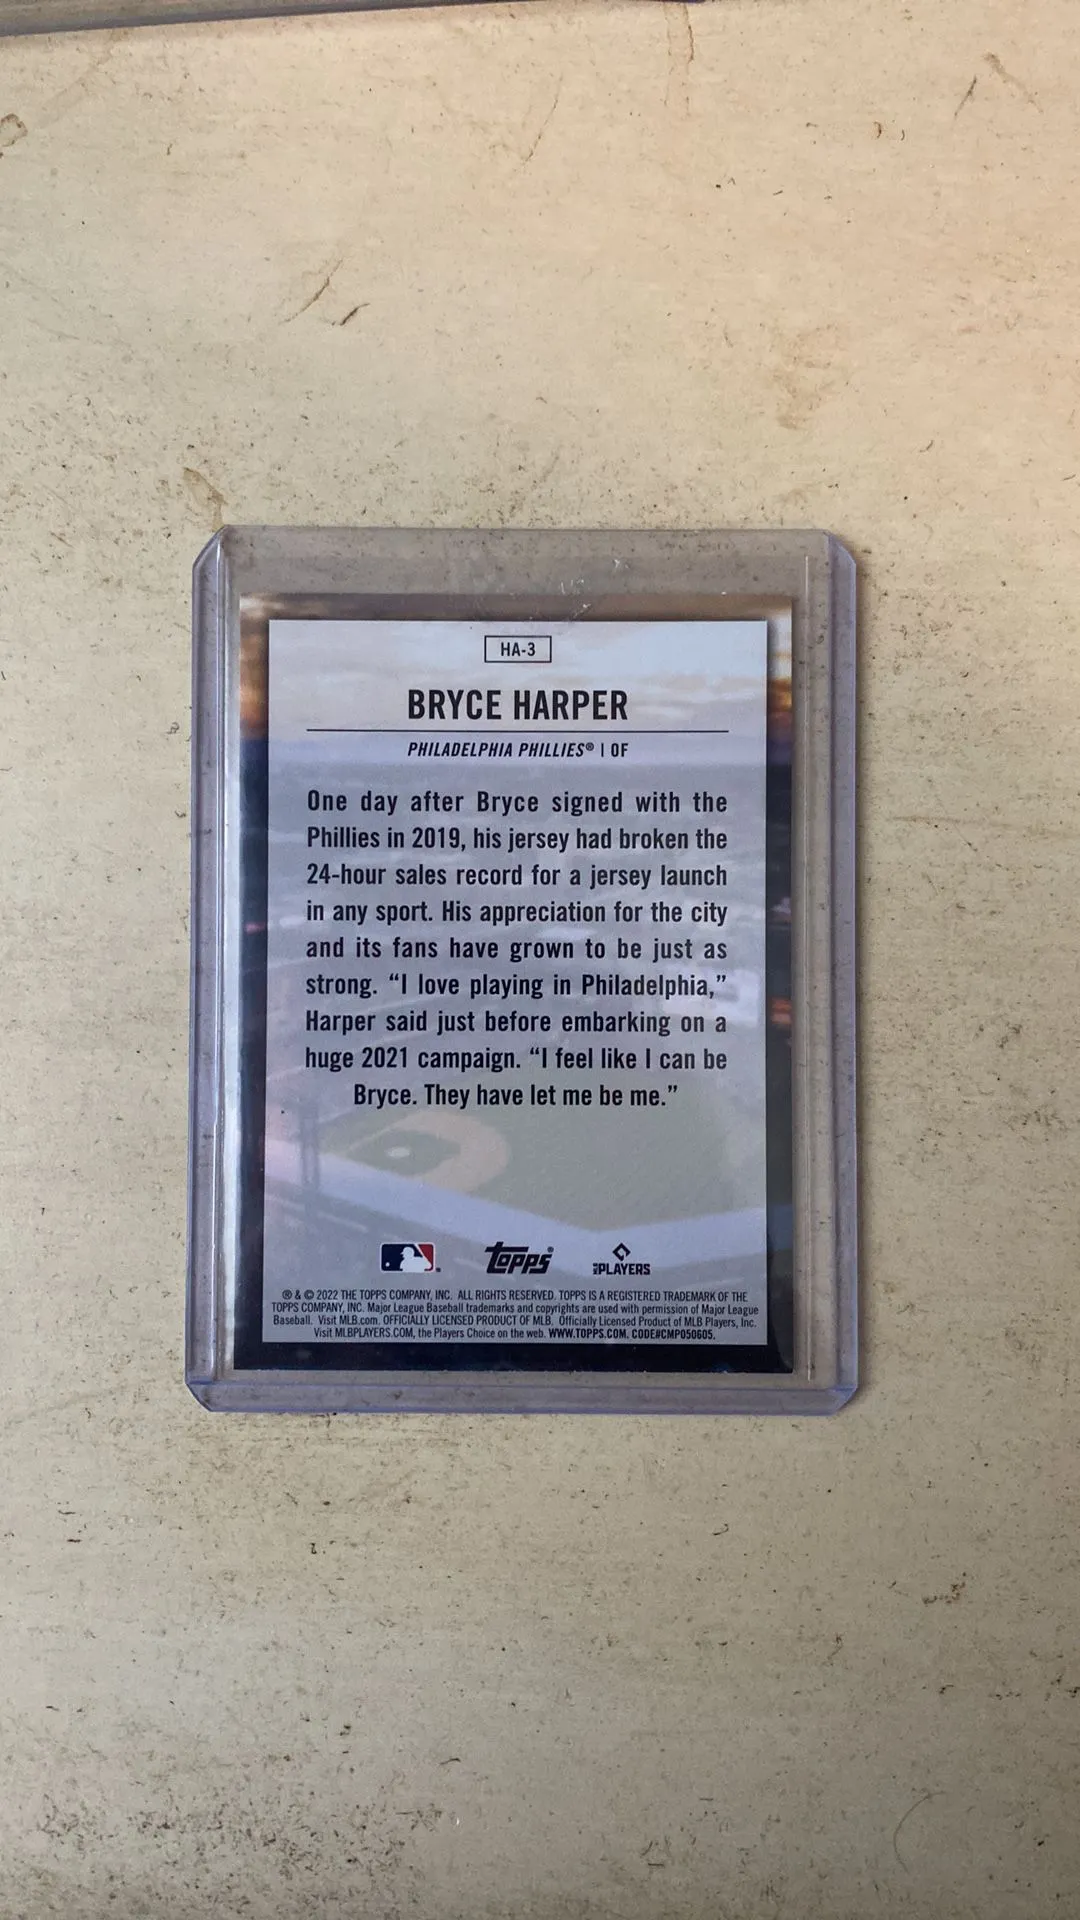 HA-3
BRYCE HARPER
PHILADELPHIA PHILLIES® | OF
One day after Bryce signed with the
Phillies in 2019, his jersey had broken the
24-hour sales record for a jersey launch
in any sport. His appreciation for the city
and its fans have grown to be just as
strong. “I love playing in Philadelphia,”
Harper said just before embarking on a
huge 2021 campaign. “I feel like I can be
Bryce. They have let me be me.”
topps® MLB PLAYERS
® & © 2022 THE TOPPS COMPANY, INC. ALL RIGHTS RESERVED. TOPPS IS A REGISTERED TRADEMARK OF THE
TOPPS COMPANY, INC. Major League Baseball trademarks and copyrights are used with permission of Major League
Baseball. Visit MLB.com. OFFICIALLY LICENSED PRODUCT OF MLB. Officially Licensed Product of MLB Players, Inc.
Visit MLBPLAYERS.COM, the Players Choice on the web. WWW.TOPPS.COM. CODE#CMP050605.